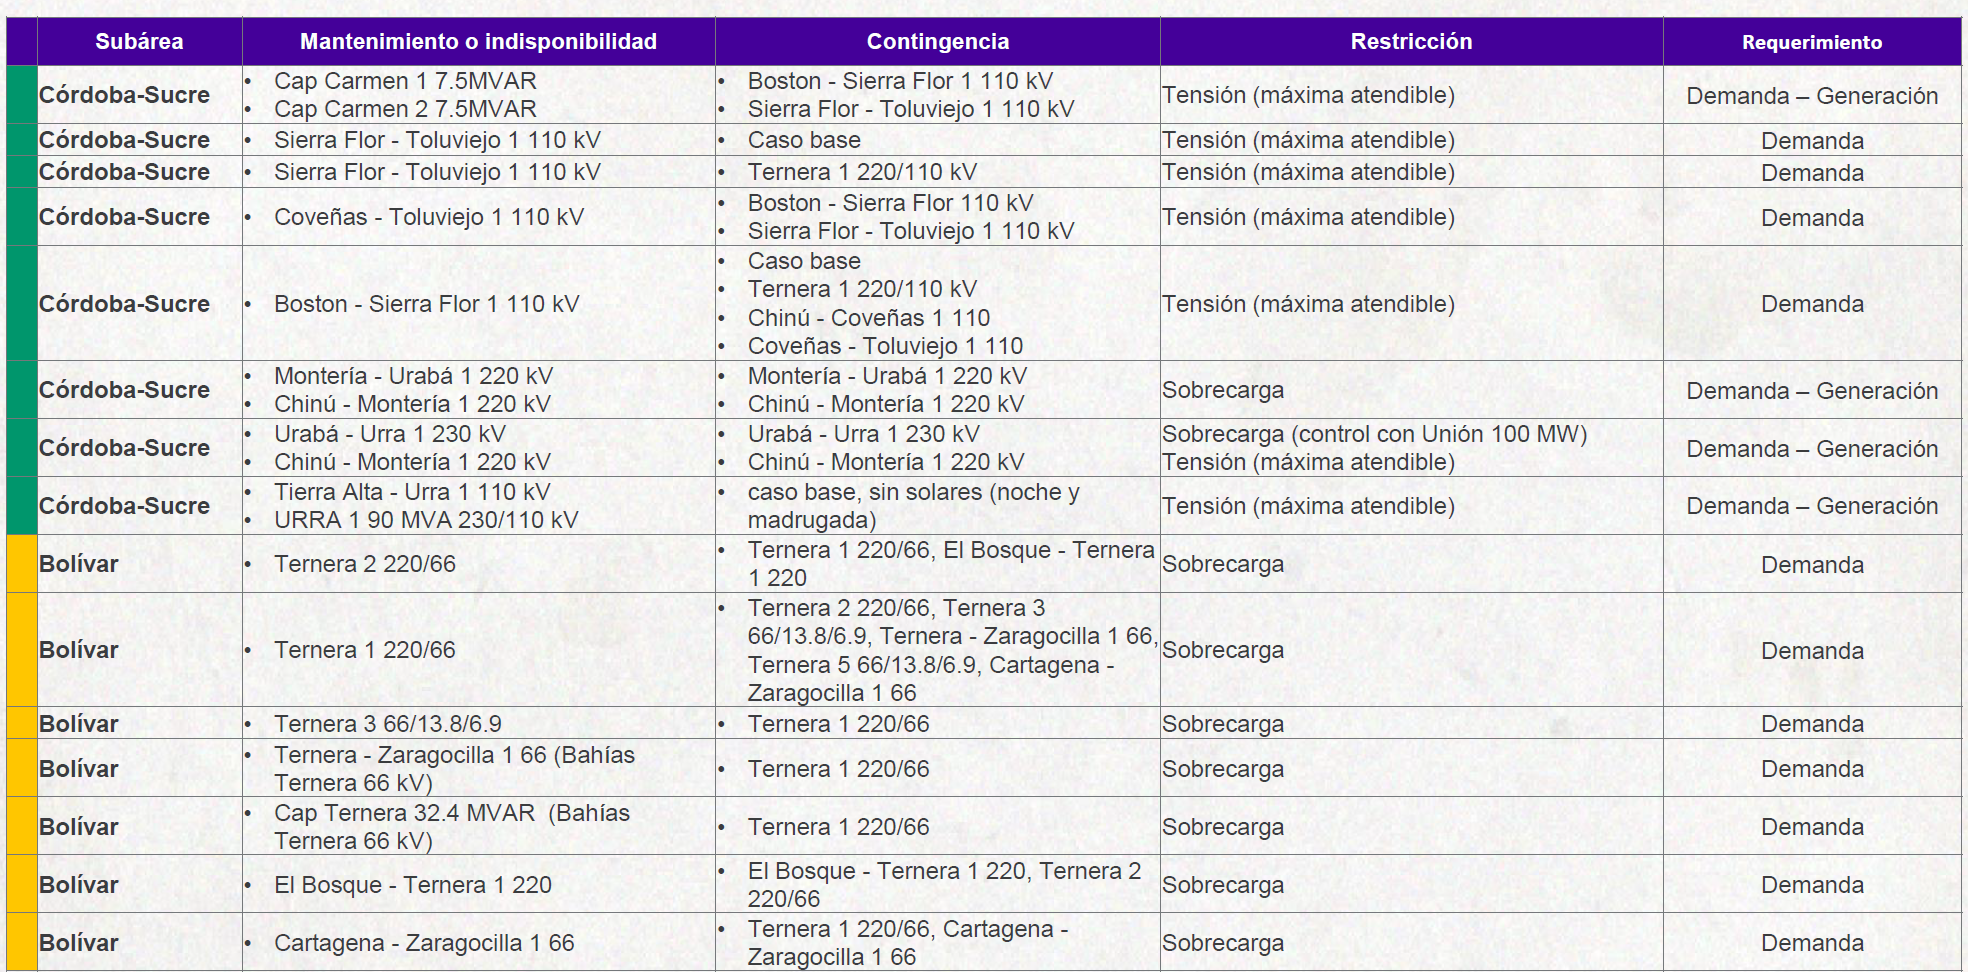 Subárea Mantenimiento o indisponibilidad Contingencia Restricción Requerimiento
Córdoba-Sucre
• Cap Carmen 1 7.5MVAR
• Cap Carmen 2 7.5MVAR
• Boston - Sierra Flor 1 110 kV
• Sierra Flor - Toluviejo 1 110 kV
Tensión (máxima atendible)
Demanda – Generación
Córdoba-Sucre
• Sierra Flor - Toluviejo 1 110 kV
• Caso base
Tensión (máxima atendible)
Demanda
Córdoba-Sucre
• Sierra Flor - Toluviejo 1 110 kV
• Ternera 1 220/110 kV
Tensión (máxima atendible)
Demanda
Córdoba-Sucre
• Coveñas - Toluviejo 1 110 kV
• Boston - Sierra Flor 110 kV
• Sierra Flor - Toluviejo 1 110 kV
Tensión (máxima atendible)
Demanda
Córdoba-Sucre
• Boston - Sierra Flor 1 110 kV
• Caso base
• Ternera 1 220/110 kV
• Chinú - Coveñas 1 110
• Coveñas - Toluviejo 1 110
Tensión (máxima atendible)
Demanda
Córdoba-Sucre
• Montería - Urabá 1 220 kV
• Chinú - Montería 1 220 kV
• Montería - Urabá 1 220 kV
• Chinú - Montería 1 220 kV
Sobrecarga
Demanda – Generación
Córdoba-Sucre
• Urabá - Urra 1 230 kV
• Chinú - Montería 1 220 kV
• Urabá - Urra 1 230 kV
• Chinú - Montería 1 220 kV
Sobrecarga (control con Unión 100 MW)
Tensión (máxima atendible)
Demanda – Generación
Córdoba-Sucre
• Tierra Alta - Urra 1 110 kV
• URRA 1 90 MVA 230/110 kV
• caso base, sin solares (noche y
madrugada)
Tensión (máxima atendible)
Demanda – Generación
Bolívar
• Ternera 2 220/66
• Ternera 1 220/66, El Bosque - Ternera
1 220
Sobrecarga
Demanda
Bolívar
• Ternera 1 220/66
• Ternera 2 220/66, Ternera 3
66/13.8/6.9, Ternera - Zaragocilla 1 66,
Ternera 5 66/13.8/6.9, Cartagena -
Zaragocilla 1 66
Sobrecarga
Demanda
Bolívar
• Ternera 3 66/13.8/6.9
• Ternera 1 220/66
Sobrecarga
Demanda
Bolívar
• Ternera - Zaragocilla 1 66 (Bahías
Ternera 66 kV)
• Ternera 1 220/66
Sobrecarga
Demanda
Bolívar
• Cap Ternera 32.4 MVAR (Bahías
Ternera 66 kV)
• Ternera 1 220/66
Sobrecarga
Demanda
Bolívar
• El Bosque - Ternera 1 220
• El Bosque - Ternera 1 220, Ternera 2
220/66
Sobrecarga
Demanda
Bolívar
• Cartagena - Zaragocilla 1 66
• Ternera 1 220/66, Cartagena -
Zaragocilla 1 66
Sobrecarga
Demanda